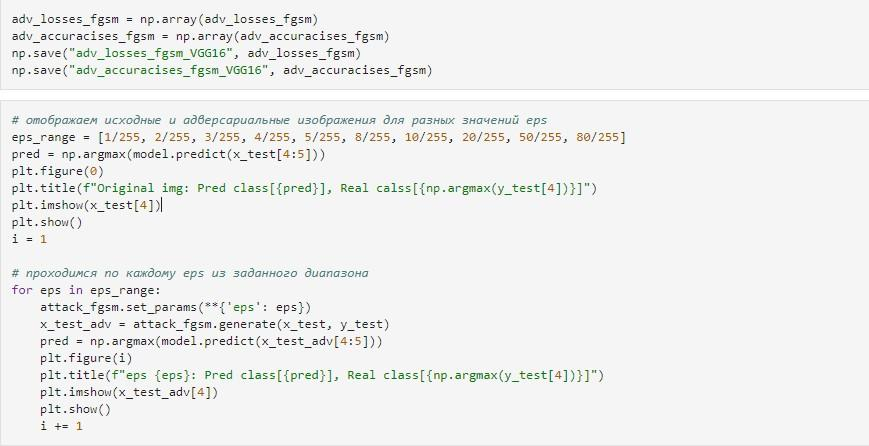 adv_losses_fgsm = np.array(adv_losses_fgsm)
adv_accuracises_fgsm = np.array(adv_accuracises_fgsm)
np.save("adv_losses_fgsm_VGG16", adv_losses_fgsm)
np.save("adv_accuracises_fgsm_VGG16", adv_accuracises_fgsm)
# отображаем исходные и адверсариальные изображения для разных значений eps
eps_range = [1/255, 2/255, 3/255, 4/255, 5/255, 8/255, 10/255, 20/255, 50/255, 80/255]
pred = np.argmax(model.predict(x_test[4:5]))
plt.figure(0)
plt.title(f"Original img: Pred class[{pred}], Real calss[{np.argmax(y_test[4])}]")
plt.imshow(x_test[4])
plt.show()
i = 1
# проходимся по каждому eps из заданного диапазона
for eps in eps_range:
    attack_fgsm.set_params(**{'eps': eps})
    x_test_adv = attack_fgsm.generate(x_test, y_test)
    pred = np.argmax(model.predict(x_test_adv[4:5]))
    plt.figure(i)
    plt.title(f"eps {eps}: Pred class[{pred}], Real class[{np.argmax(y_test[4])}]")
    plt.imshow(x_test_adv[4])
    plt.show()
    i += 1